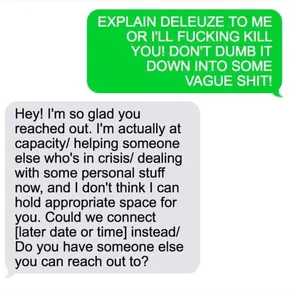 EXPLAIN DELEUZE TO ME
OR I'LL FUCKING KILL
YOU! DON'T DUMB IT
DOWN INTO SOME
VAGUE SHIT!
Hey! I'm so glad you
reached out. I'm actually at
capacity/ helping someone
else who's in crisis/ dealing
with some personal stuff
now, and I don't think I can
hold appropriate space for
you. Could we connect
[later date or time] instead/
Do you have someone else
you can reach out to?